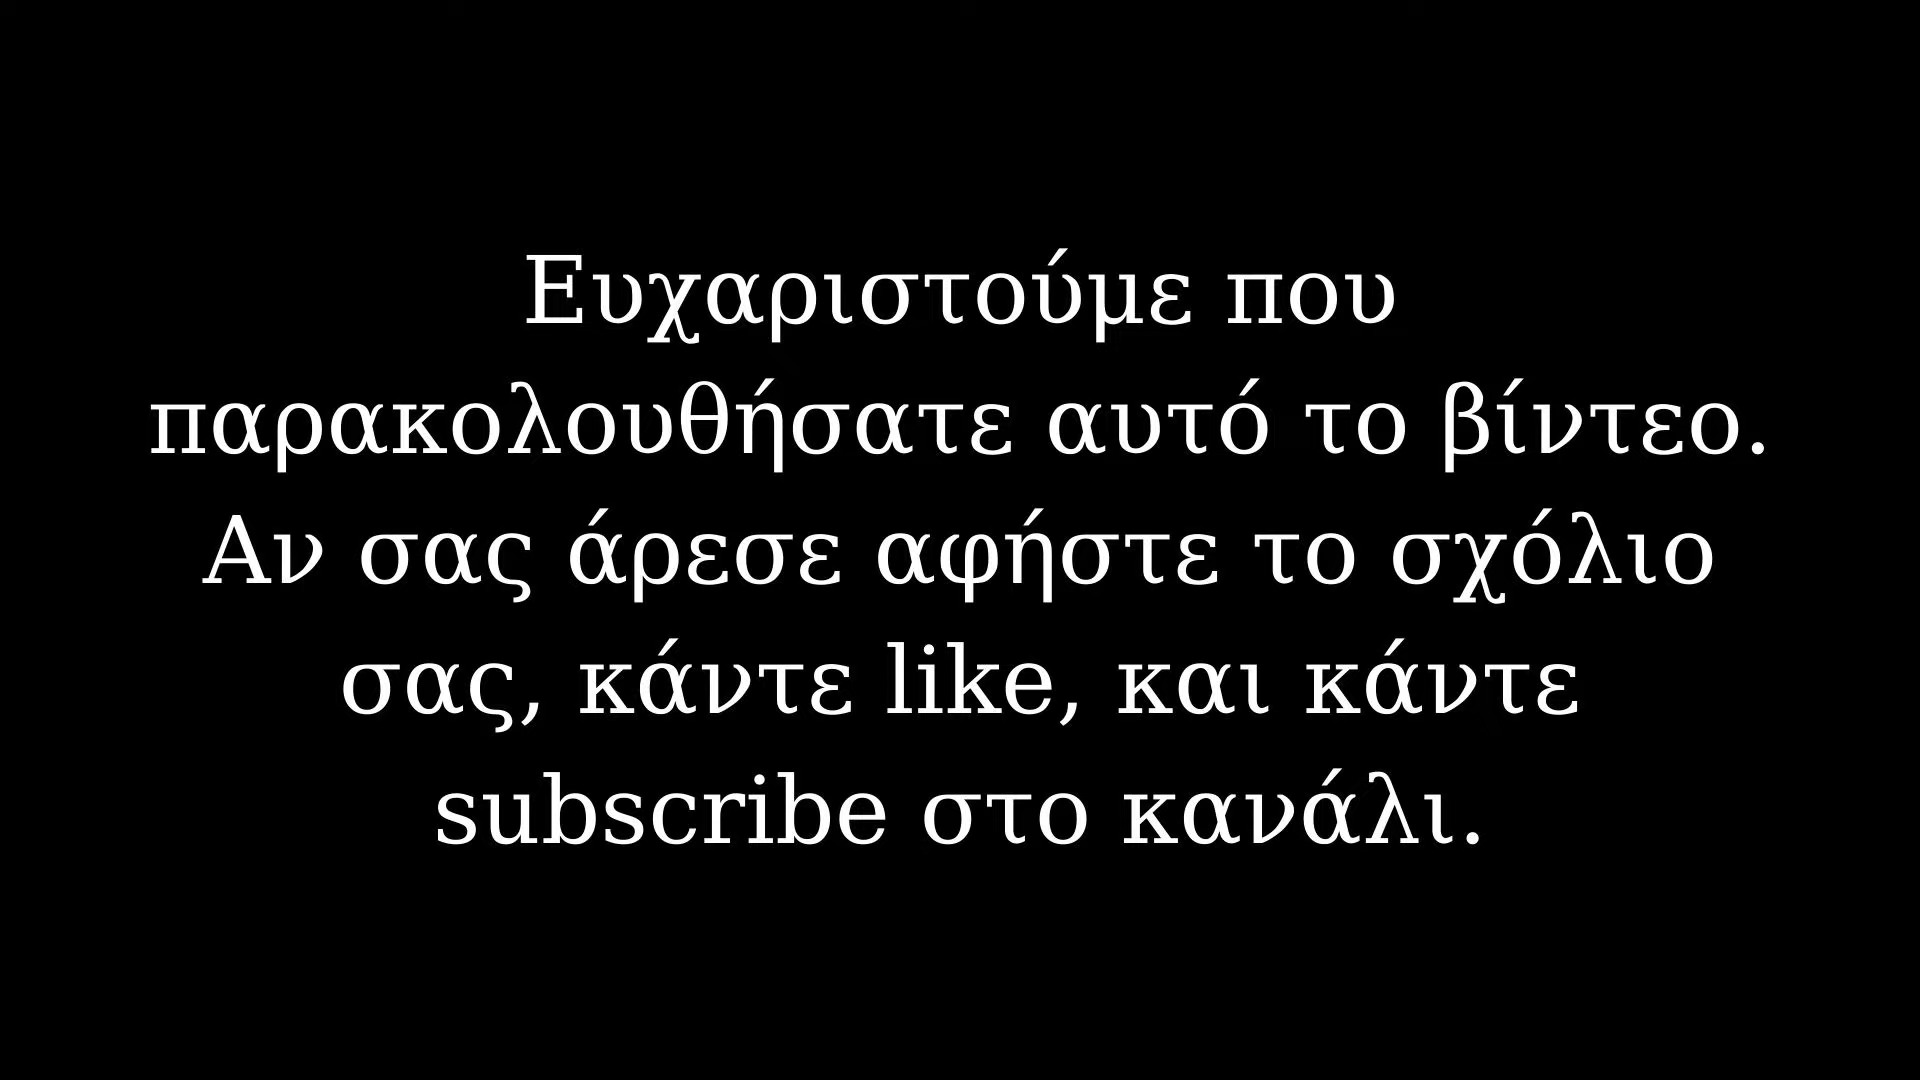 Ευχαριστούμε που
παρακολουθήσατε αυτό το βίντεο.
Αν σας άρεσε αφήστε το σχόλιο
σας, κάντε like, και κάντε
subscribe στο κανάλι.